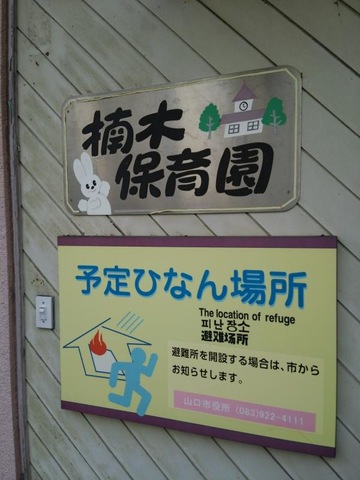 楠木
保育園
予定ひなん場所
The location of refuge
피난장소
避難場所
避難所を開設する場合は、市から
お知らせします。
山口市役所 (083)922-4111